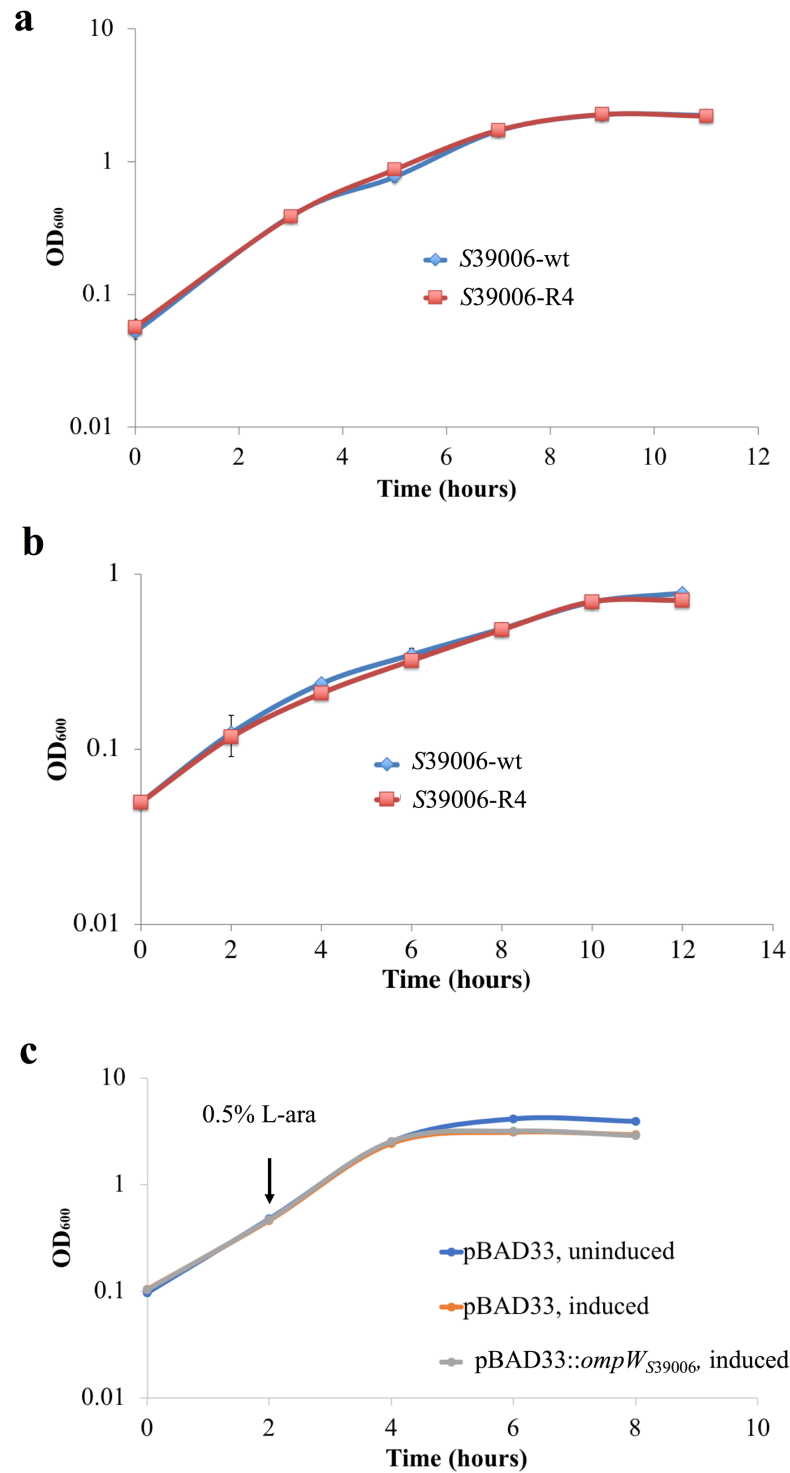 a
10
1
0.1
0.01
OD600
S39006-wt
S39006-R4
0 2 4 6 8 10 12
Time (hours)
b
1
0.1
0.01
OD600
S39006-wt
S39006-R4
0 2 4 6 8 10 12 14
Time (hours)
c
10
1
0.1
0.01
OD600
0.5% L-ara
pBAD33, uninduced
pBAD33, induced
pBAD33::ompWS39006, induced
0 2 4 6 8 10
Time (hours)